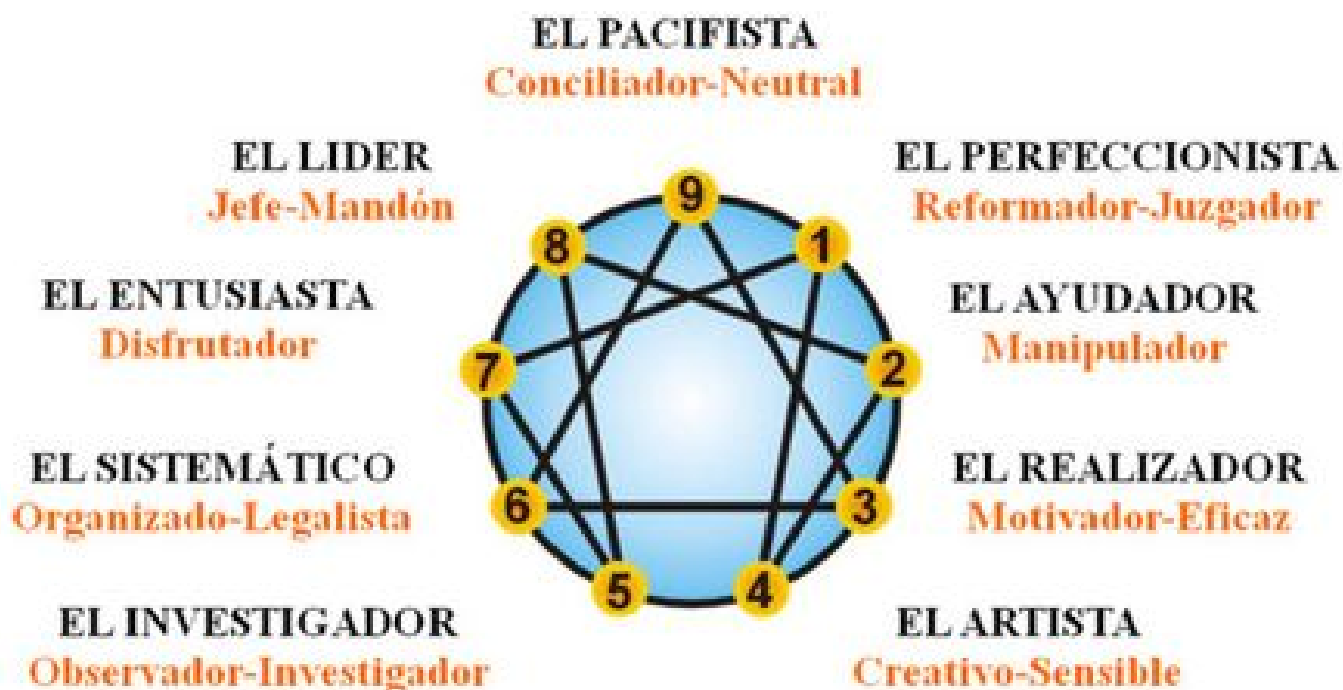 EL PACIFISTA
Conciliador-Neutral
EL LIDER
Jefe-Mandón
EL PERFECCIONISTA
Reformador-Juzgador
9
8
1
EL ENTUSIASTA
Disfrutador
EL AYUDADOR
Manipulador
7
2
EL SISTEMÁTICO
Organizado-Legalista
EL REALIZADOR
Motivador-Eficaz
6
3
5
4
EL INVESTIGADOR
Observador-Investigador
EL ARTISTA
Creativo-Sensible